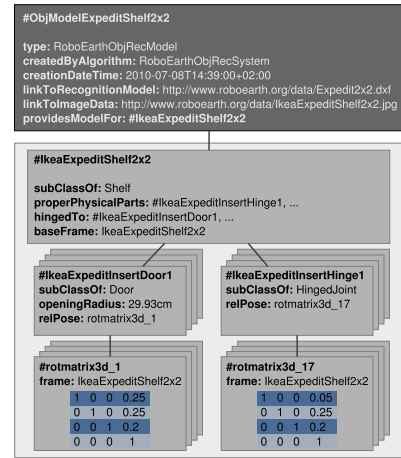 #ObjModelExpeditShelf2x2
type: RoboEarthObjRecModel
createdByAlgorithm: RoboEarthObjRecSystem
creationDateTime: 2010-07-08T14:39:00+02:00
linkToRecognitionModel: http://www.roboearth.org/data/Expedit2x2.dxf
linkToImageData: http://www.roboearth.org/data/IkeaExpeditShelf2x2.jpg
providesModelFor: #IkeaExpeditShelf2x2
#IkeaExpeditShelf2x2
subClassOf: Shelf
properPhysicalParts: #IkeaExpeditInsertHinge1, ...
hingedTo: #IkeaExpeditInsertDoor1, ...
baseFrame: IkeaExpeditShelf2x2
#IkeaExpeditInsertDoor1
subClassOf: Door
openingRadius: 29.93cm
relPose: rotmatrix3d_1
#IkeaExpeditInsertHinge1
subClassOf: HingedJoint
relPose: rotmatrix3d_17
#rotmatrix3d_1
frame: IkeaExpeditShelf2x2
1 0 0 0.25
0 1 0 0.25
0 0 1 0.2
0 0 0 1
#rotmatrix3d_17
frame: IkeaExpeditShelf2x2
1 0 0 0.05
0 1 0 0.25
0 0 1 0.2
0 0 0 1